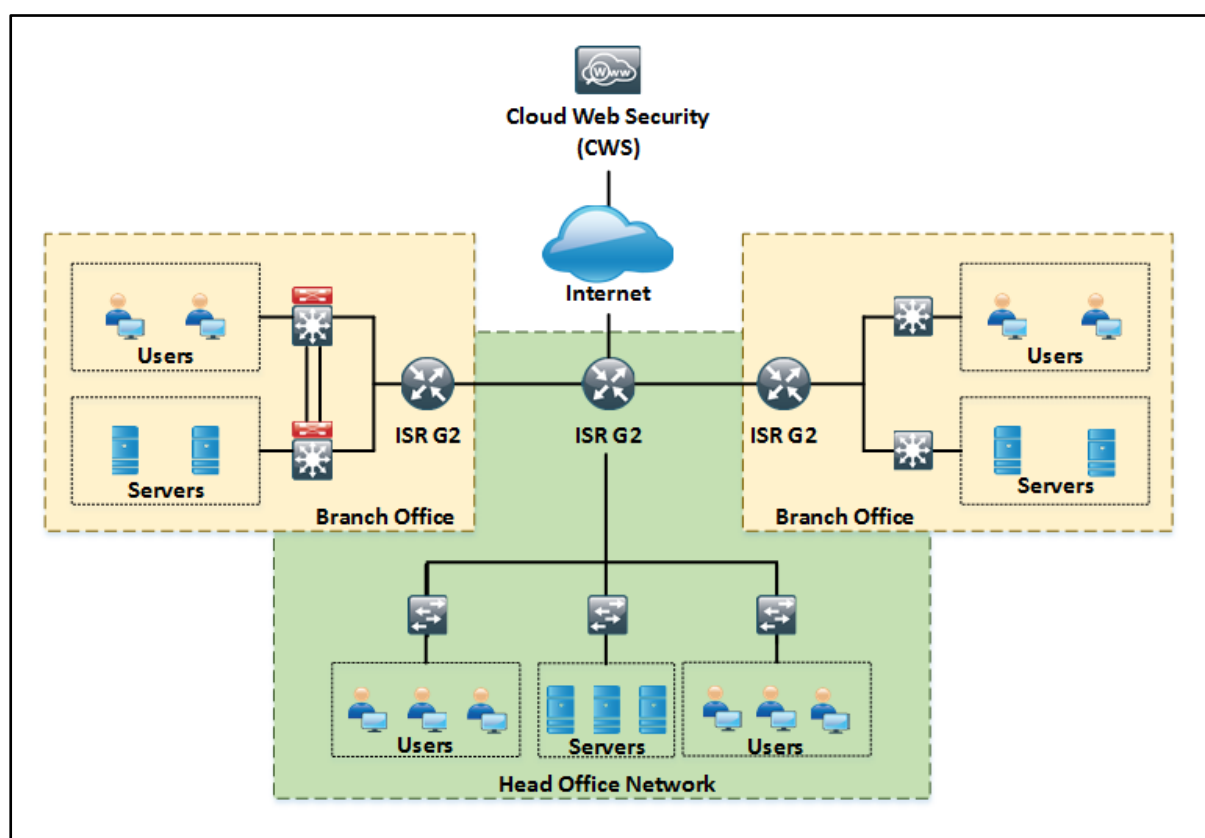 Www
Cloud Web Security
(CWS)
Internet
Users
Users
ISR G2
ISR G2
ISR G2
Servers
Servers
Branch Office
Branch Office
Users
Servers
Users
Head Office Network